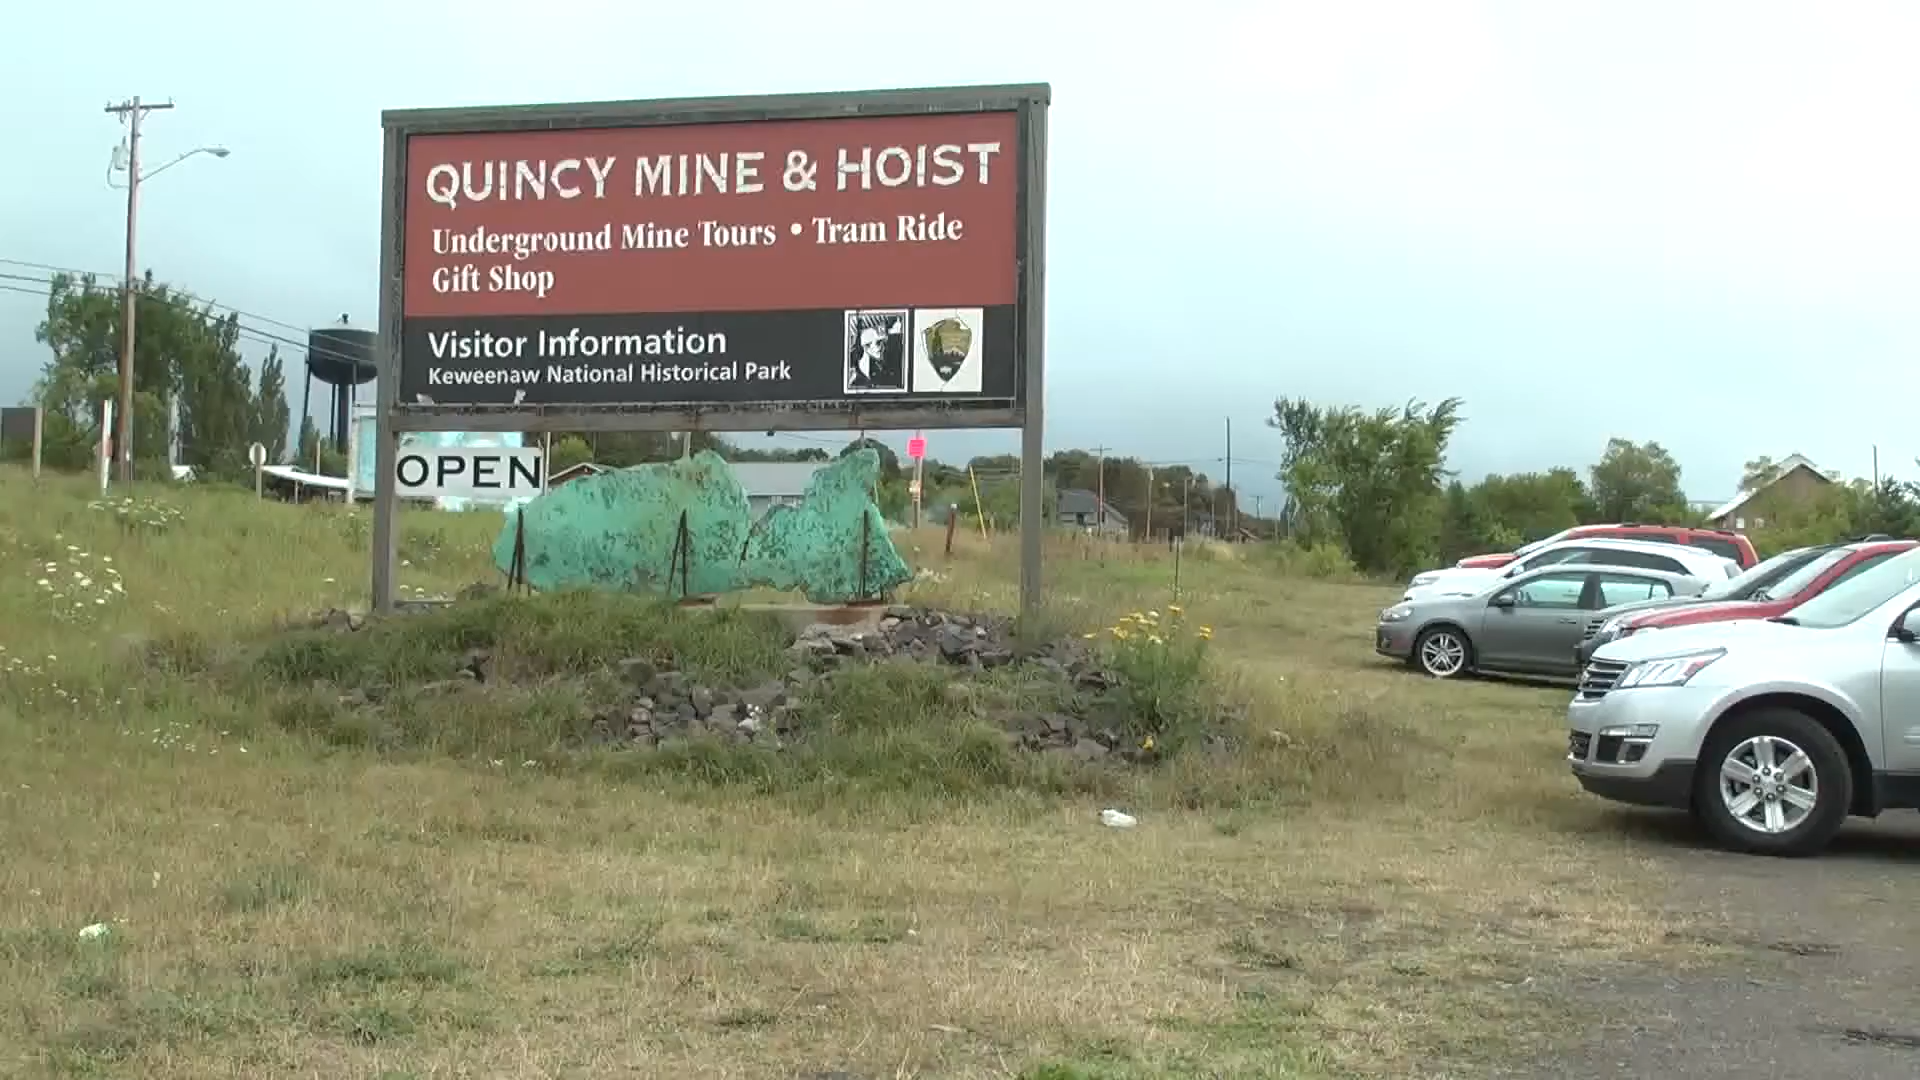 QUINCY MINE & HOIST
Underground Mine Tours • Tram Ride
Gift Shop
Visitor Information
Keweenaw National Historical Park
OPEN